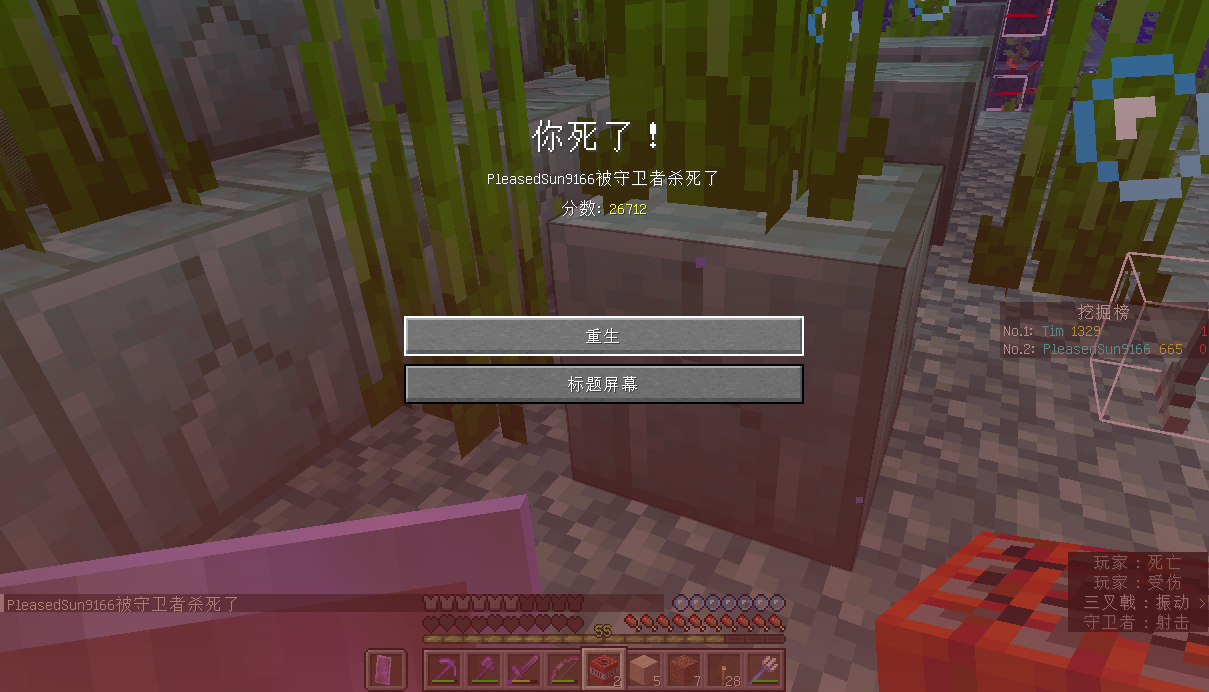 你死了！
PleasedSun9166被守卫者杀死了
分数: 26712
重生
标题屏幕
挖掘榜
No.1: Tim 1329 1
No.2: PleasedSun9166 665 0
玩家：死亡
玩家：受伤
三叉戟：振动 >
守卫者：射击
PleasedSun9166被守卫者杀死了
55
2 5 7 28